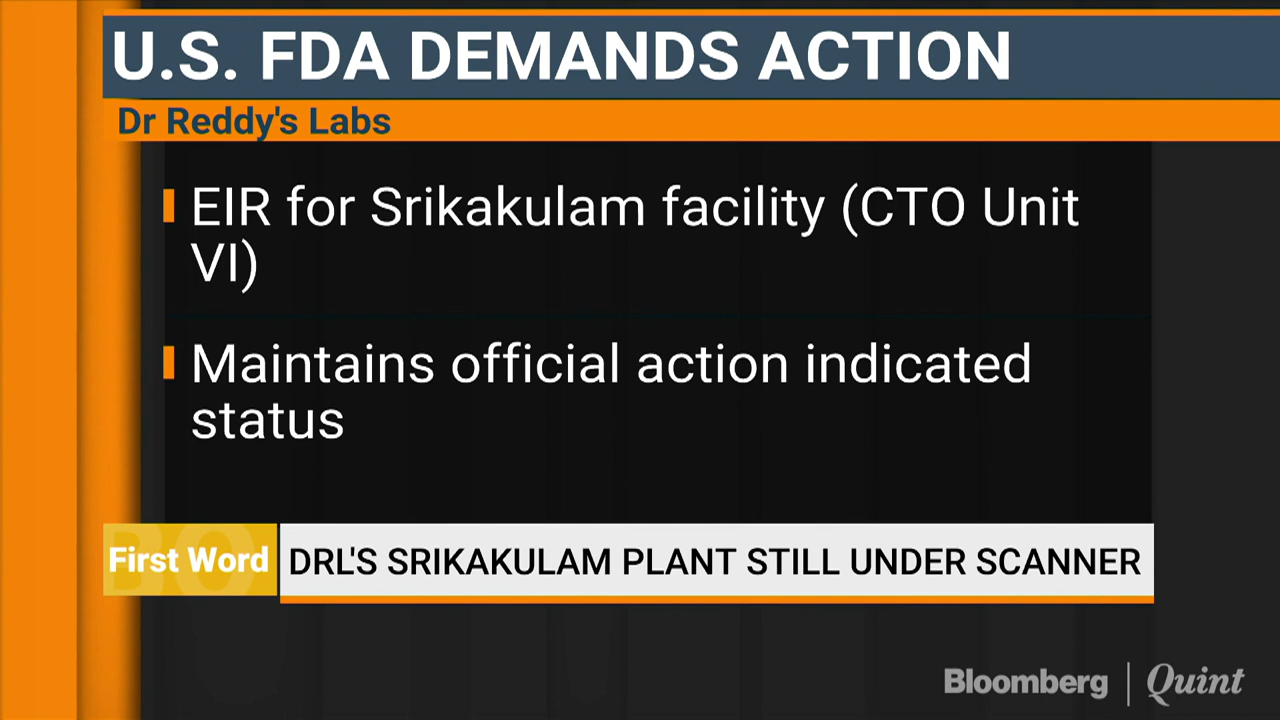 U.S. FDA DEMANDS ACTION
Dr Reddy's Labs
EIR for Srikakulam facility (CTO Unit
VI)
Maintains official action indicated
status
First Word
DRL'S SRIKAKULAM PLANT STILL UNDER SCANNER
Bloomberg | Quint